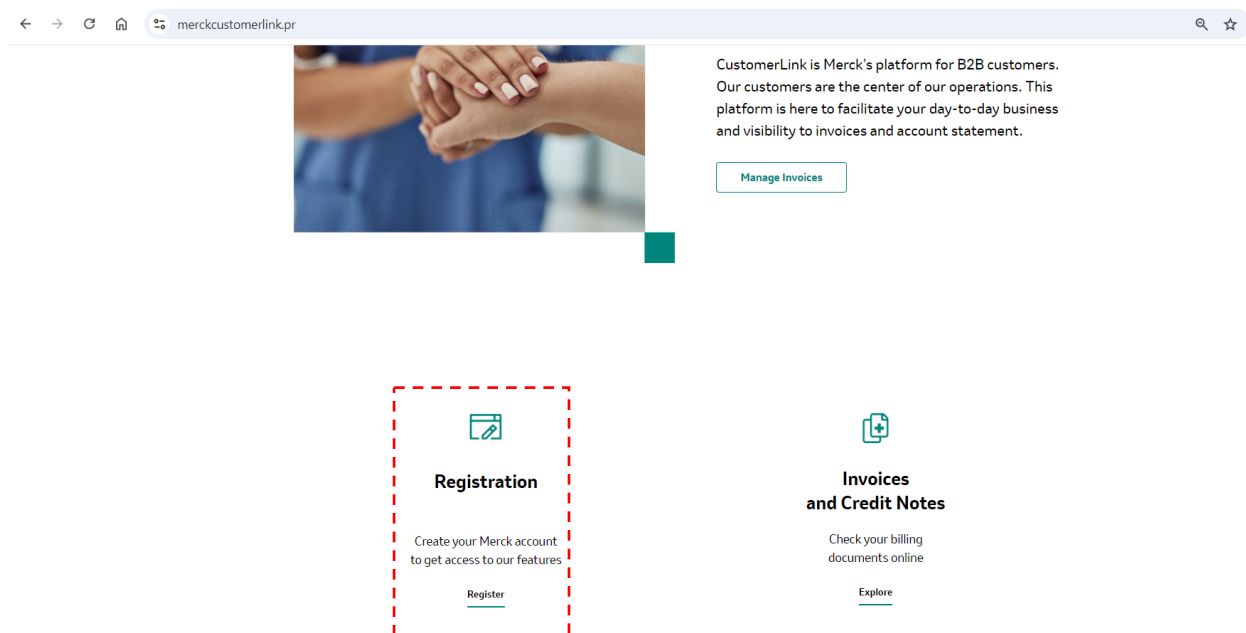 merckcustomerlink.pr
CustomerLink is Merck's platform for B2B customers.
Our customers are the center of our operations. This
platform is here to facilitate your day-to-day business
and visibility to invoices and account statement.
Manage Invoices
Registration
Create your Merck account
to get access to our features
Register
Invoices
and Credit Notes
Check your billing
documents online
Explore